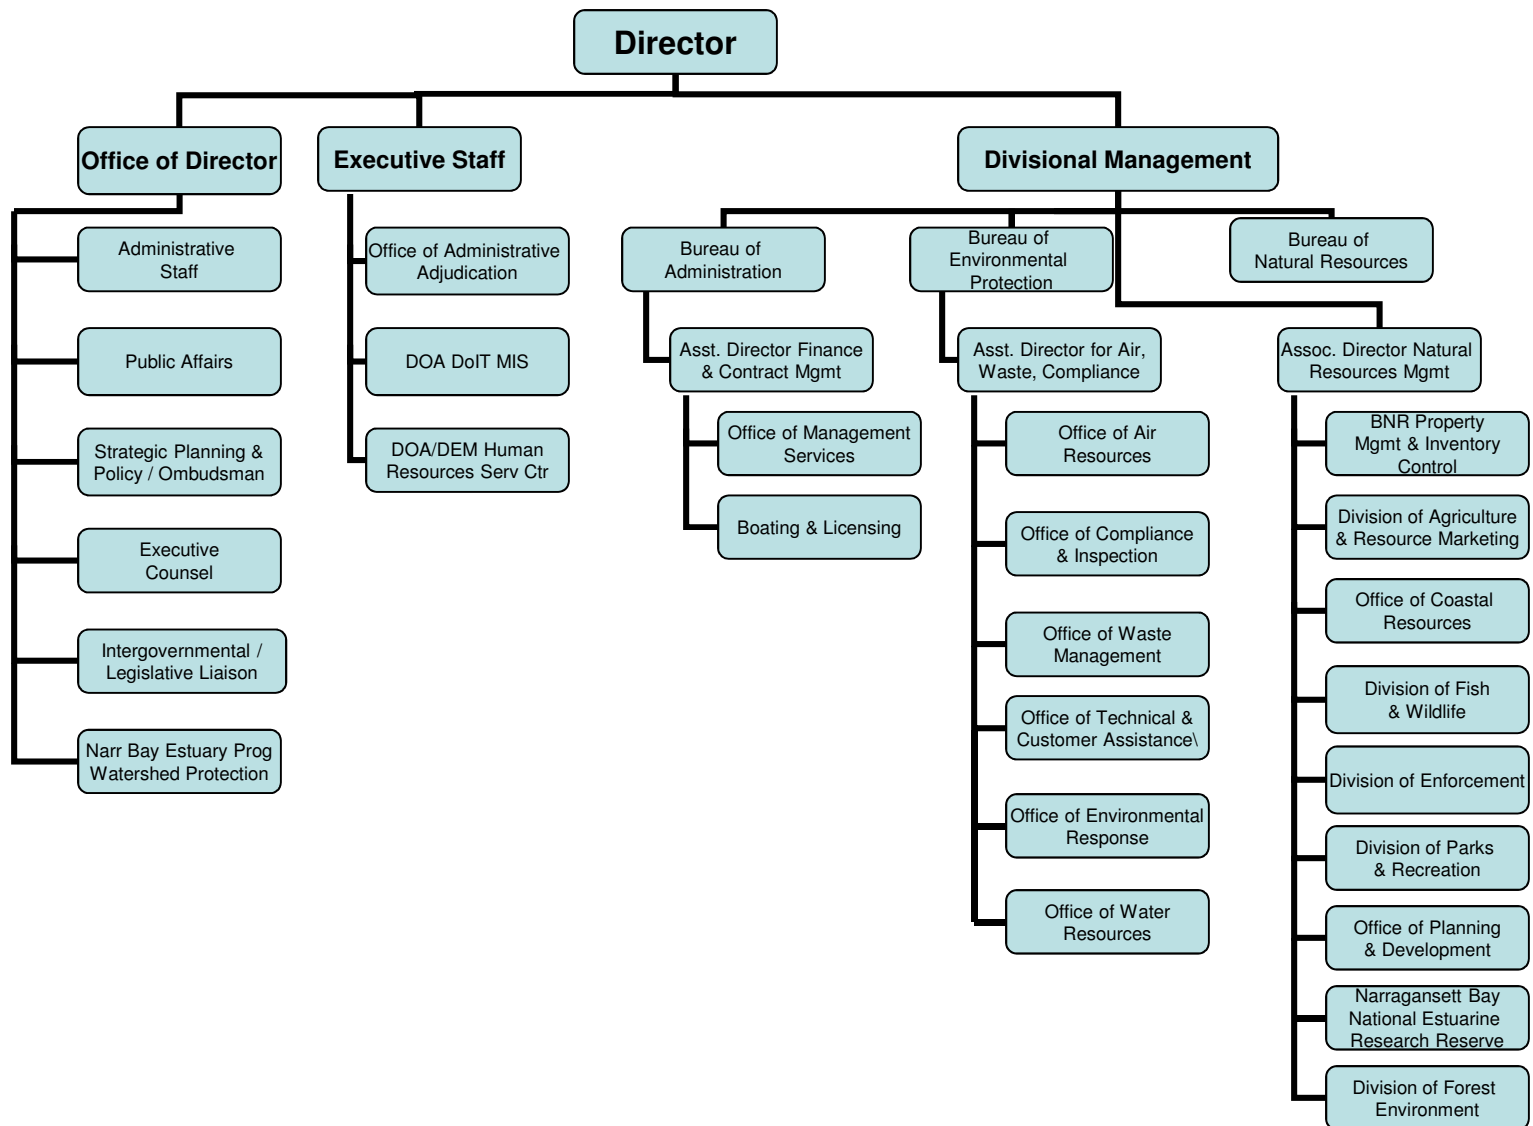 Director
Office of Director
Executive Staff
Divisional Management
Administrative
Staff
Public Affairs
Strategic Planning &
Policy / Ombudsman
Executive
Counsel
Intergovernmental /
Legislative Liaison
Narr Bay Estuary Prog
Watershed Protection
Office of Administrative
Adjudication
DOA DoIT MIS
DOA/DEM Human
Resources Serv Ctr
Bureau of
Administration
Asst. Director Finance
& Contract Mgmt
Office of Management
Services
Boating & Licensing
Bureau of
Environmental
Protection
Asst. Director for Air,
Waste, Compliance
Office of Air
Resources
Office of Compliance
& Inspection
Office of Waste
Management
Office of Technical &
Customer Assistance\
Office of Environmental
Response
Office of Water
Resources
Bureau of
Natural Resources
Assoc. Director Natural
Resources Mgmt
BNR Property
Mgmt & Inventory
Control
Division of Agriculture
& Resource Marketing
Office of Coastal
Resources
Division of Fish
& Wildlife
Division of Enforcement
Division of Parks
& Recreation
Office of Planning
& Development
Narragansett Bay
National Estuarine
Research Reserve
Division of Forest
Environment